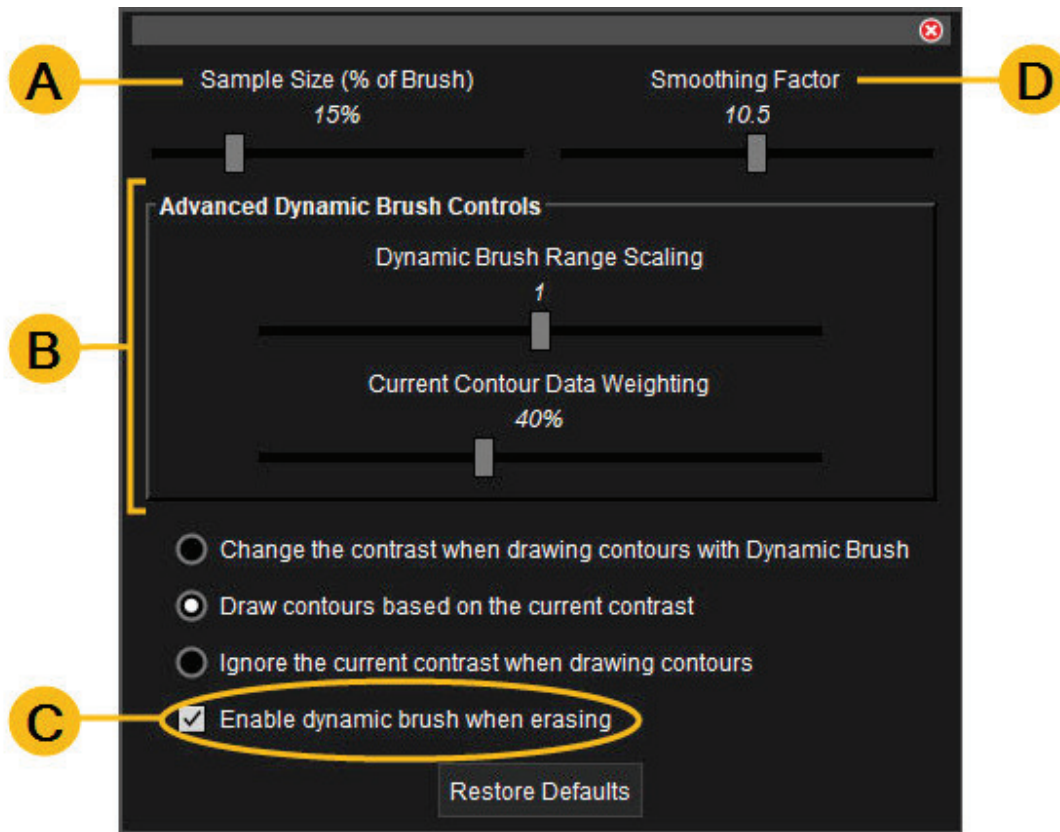 A
Sample Size (% of Brush)
15%
Smoothing Factor
10.5
D
B
Advanced Dynamic Brush Controls
Dynamic Brush Range Scaling
1
Current Contour Data Weighting
40%
Change the contrast when drawing contours with Dynamic Brush
Draw contours based on the current contrast
Ignore the current contrast when drawing contours
C
Enable dynamic brush when erasing
Restore Defaults